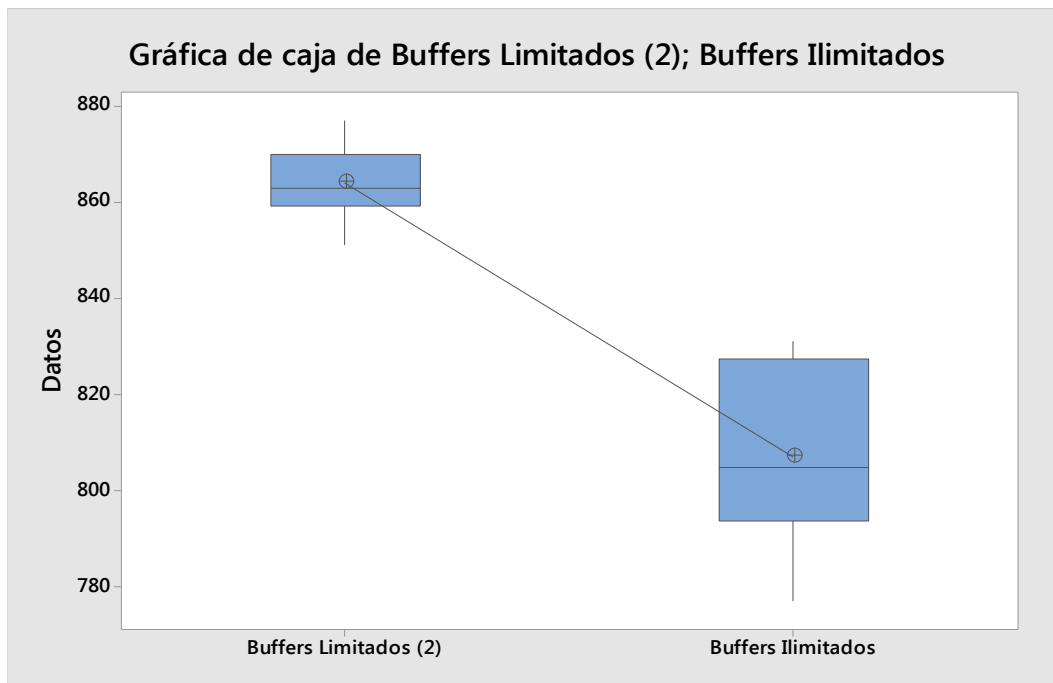 Gráfica de caja de Buffers Limitados (2); Buffers Ilimitados
880
860
840
820
800
780
Datos
Buffers Limitados (2)
Buffers Ilimitados